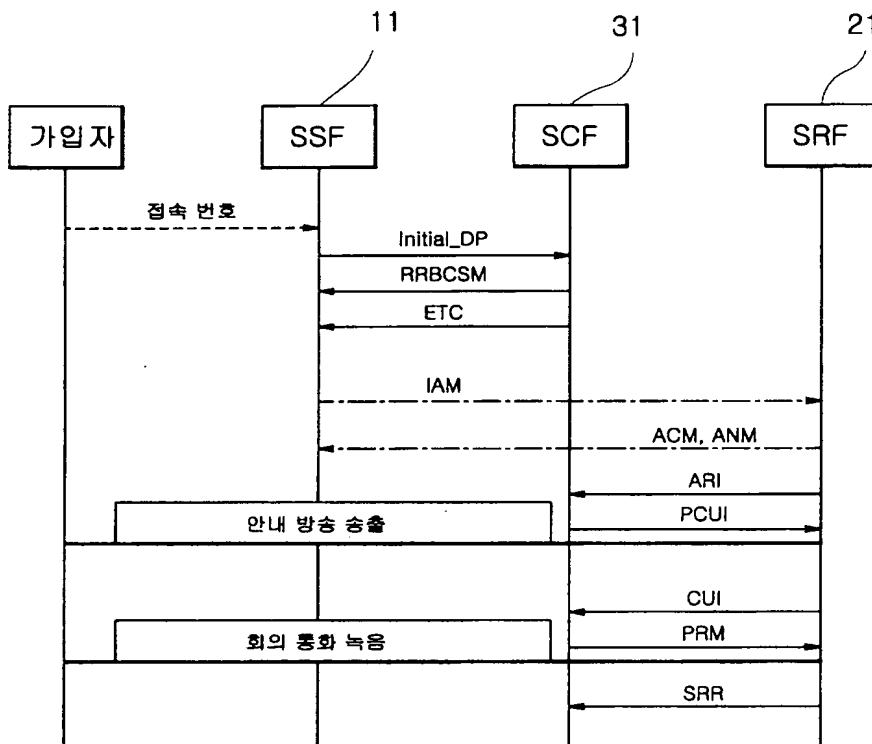 11
31
21
가입자
SSF
SCF
SRF
접속 번호
Initial_DP
RRBCSM
ETC
IAM
ACM, ANM
ARI
안내 방송 송출
PCUI
CUI
회의 통화 녹음
PRM
SRR